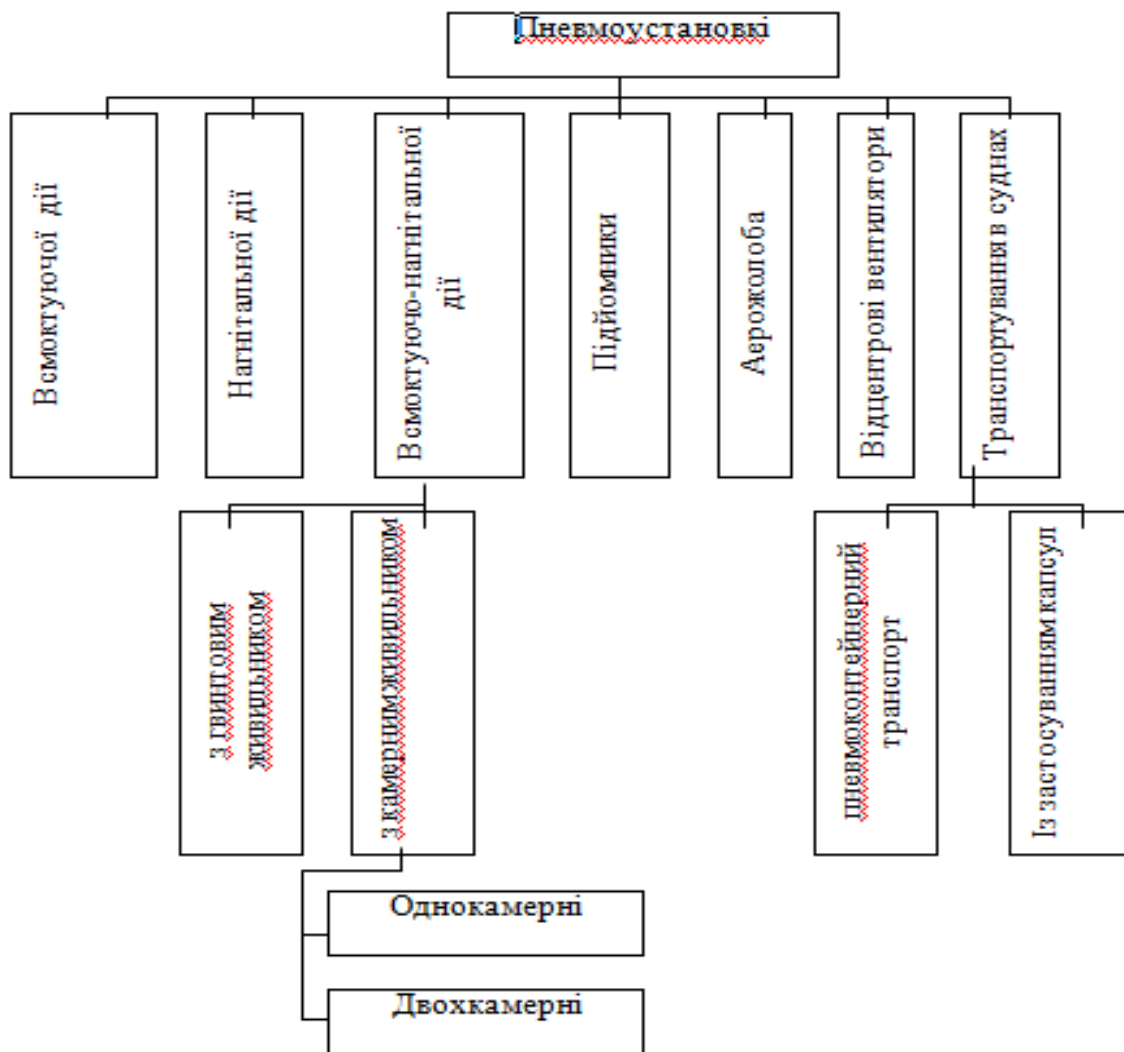 Пневмоустановкі
Всмоктуючої дії
Нагнітальної дії
Всмоктуючо-нагнітальної
дії
Підйомники
Аерожолоба
Відцентрові вентилятори
Транспортування в суднах
з гвинтовим
живильником
з камерним живильником
пневмоконтейнерний
транспорт
Із застосуванням капсул
Однокамерні
Двохкамерні